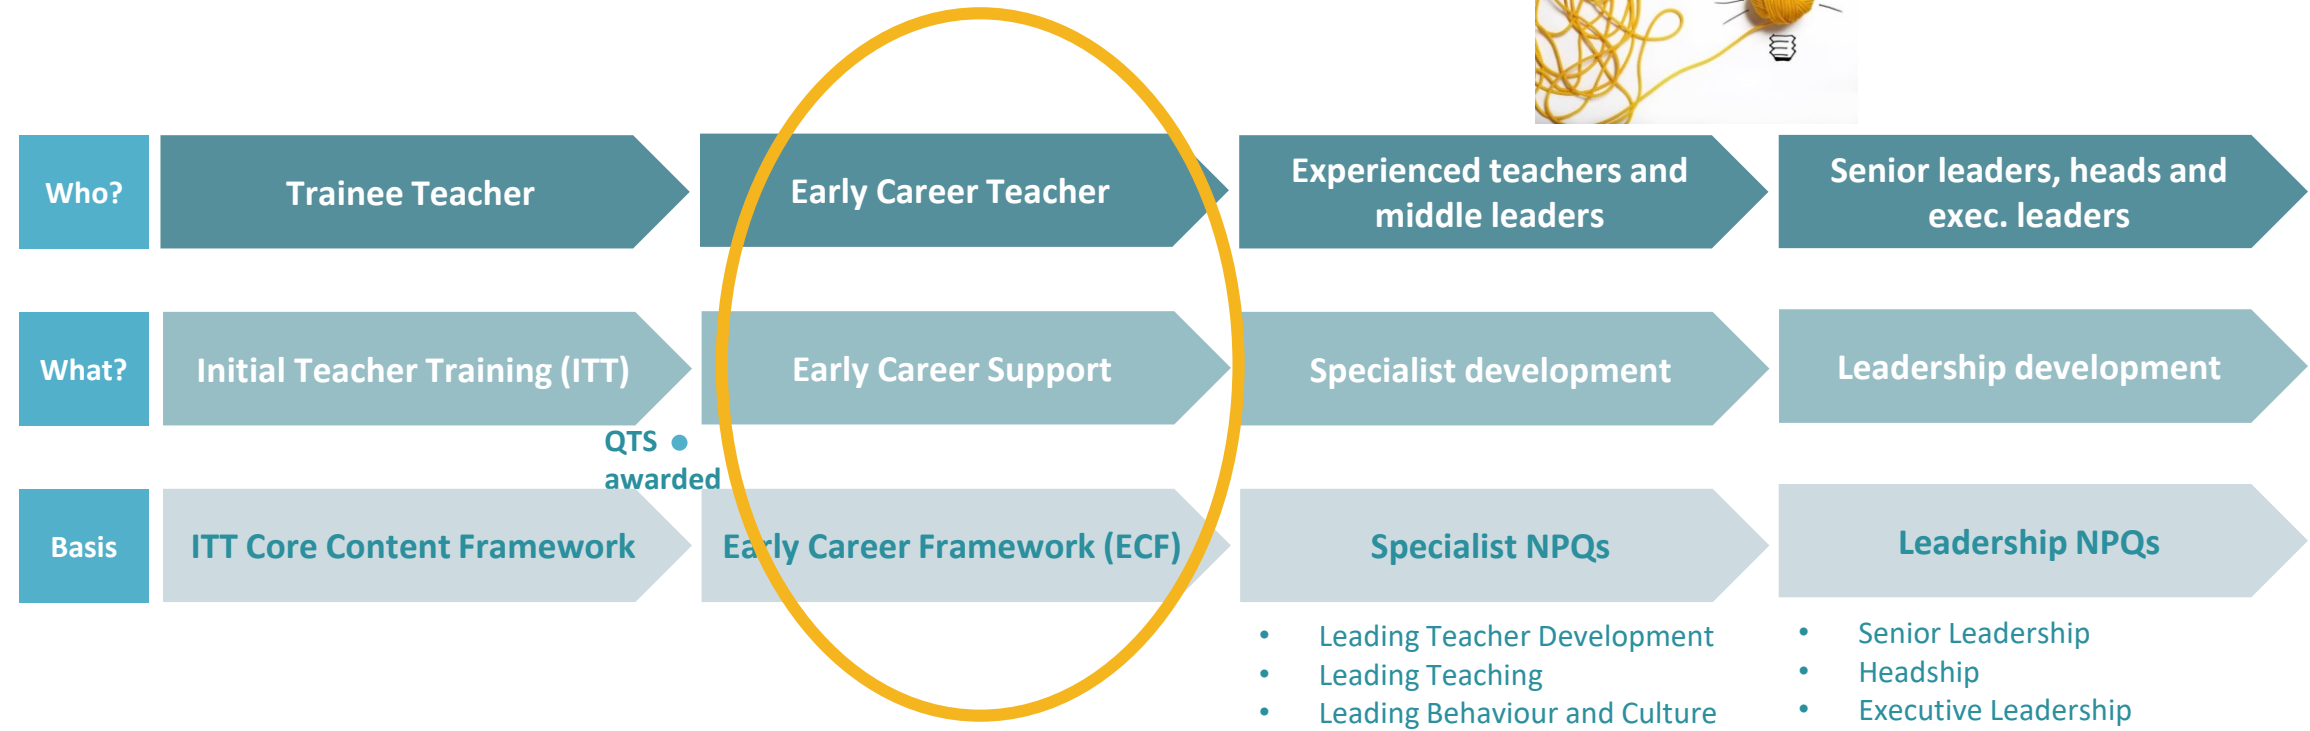 Who?
Trainee Teacher
Early Career Teacher
Experienced teachers and
middle leaders
Senior leaders, heads and
exec. leaders
What?
Initial Teacher Training (ITT)
Early Career Support
Specialist development
Leadership development
QTS
awarded
Basis
ITT Core Content Framework
Early Career Framework (ECF)
Specialist NPQs
Leadership NPQs
• Leading Teacher Development
• Leading Teaching
• Leading Behaviour and Culture
• Senior Leadership
• Headship
• Executive Leadership